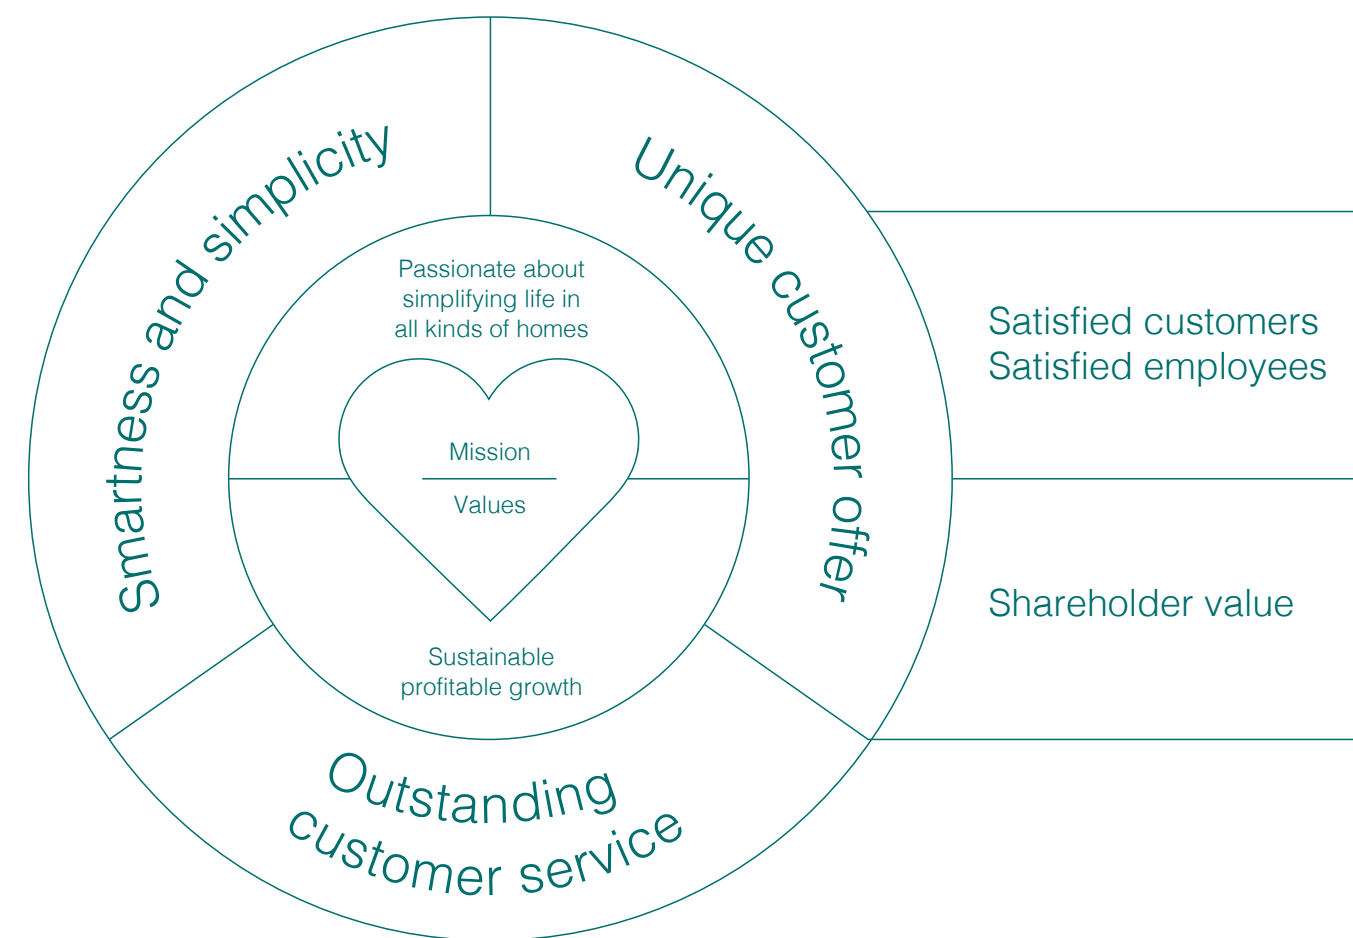 Smartness and simplicity
Unique customer offer
Passionate about
simplifying life in
all kinds of homes
Mission
Values
Sustainable
profitable growth
Outstanding
customer service
Satisfied customers
Satisfied employees
Shareholder value